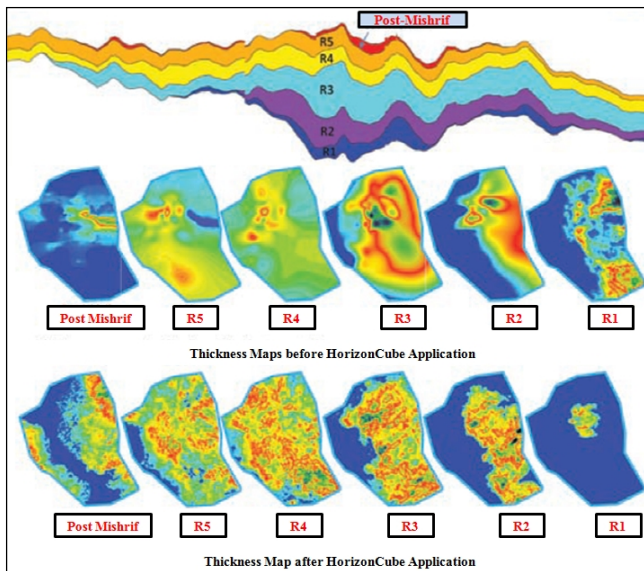 Post-Mishrif
R5
R4
R3
R2
R1
Post Mishrif
R5
R4
R3
R2
R1
Thickness Maps before HorizonCube Application
Post Mishrif
R5
R4
R3
R2
R1
Thickness Map after HorizonCube Application